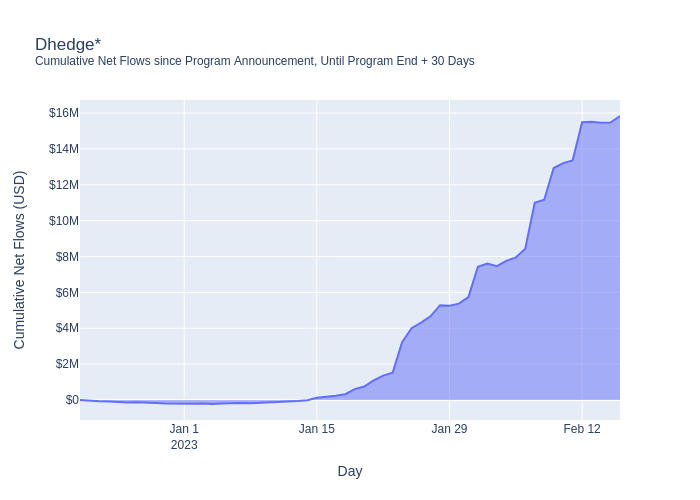 Dhedge*
Cumulative Net Flows since Program Announcement, Until Program End + 30 Days
Cumulative Net Flows (USD)
$16M
$14M
$12M
$10M
$8M
$6M
$4M
$2M
$0
Jan 1
2023
Jan 15
Jan 29
Feb 12
Day